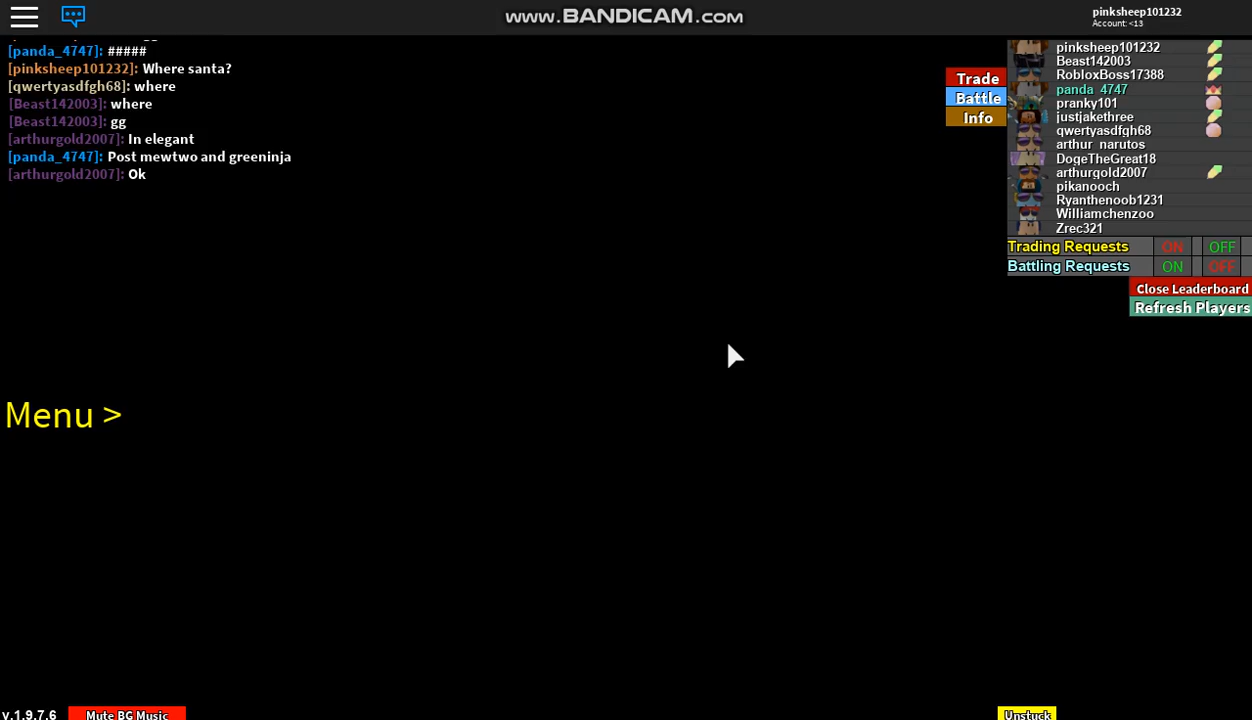 www.BANDICAM.com
pinksheep101232
Account: <13
[panda_4747]: #####
[pinksheep101232]: Where santa?
[qwertyasdfgh68]: where
[Beast142003]: where
[Beast142003]: gg
[arthurgold2007]: In elegant
[panda_4747]: Post mewtwo and greeninja
[arthurgold2007]: Ok
Trade
Battle
Info
pinksheep101232
Beast142003
RobloxBoss17388
panda_4747
pranky101
justjakethree
qwertyasdfgh68
arthur_narutos
DogeTheGreat18
arthurgold2007
pikanooch
Ryanthenoob1231
Williamchenzoo
Zrec321
Trading Requests ON OFF
Battling Requests ON OFF
Close Leaderboard
Refresh Players
Menu >
v.1.9.7.6 Mute BG Music
Unstuck